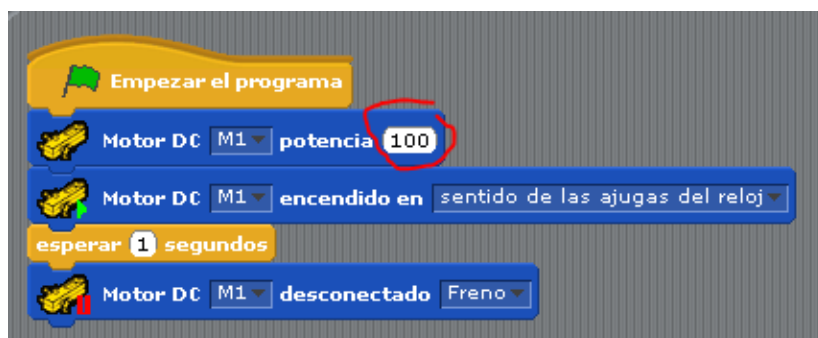 Empezar el programa
Motor DC M1 potencia 100
Motor DC M1 encendido en sentido de las ajugas del reloj
esperar 1 segundos
Motor DC M1 desconectado Freno